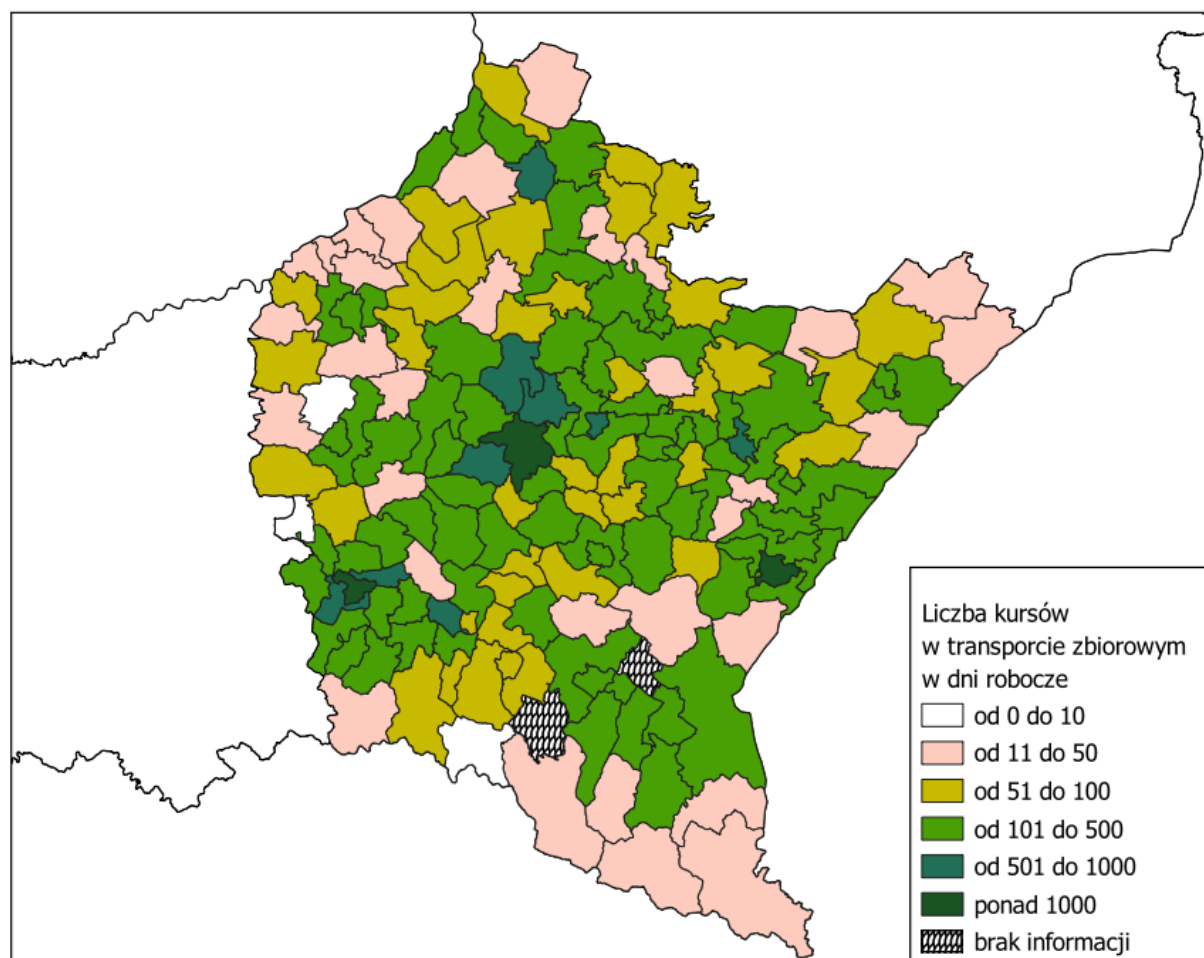 Liczba kursów
w transporcie zbiorowym
w dni robocze
od 0 do 10
od 11 do 50
od 51 do 100
od 101 do 500
od 501 do 1000
ponad 1000
brak informacji